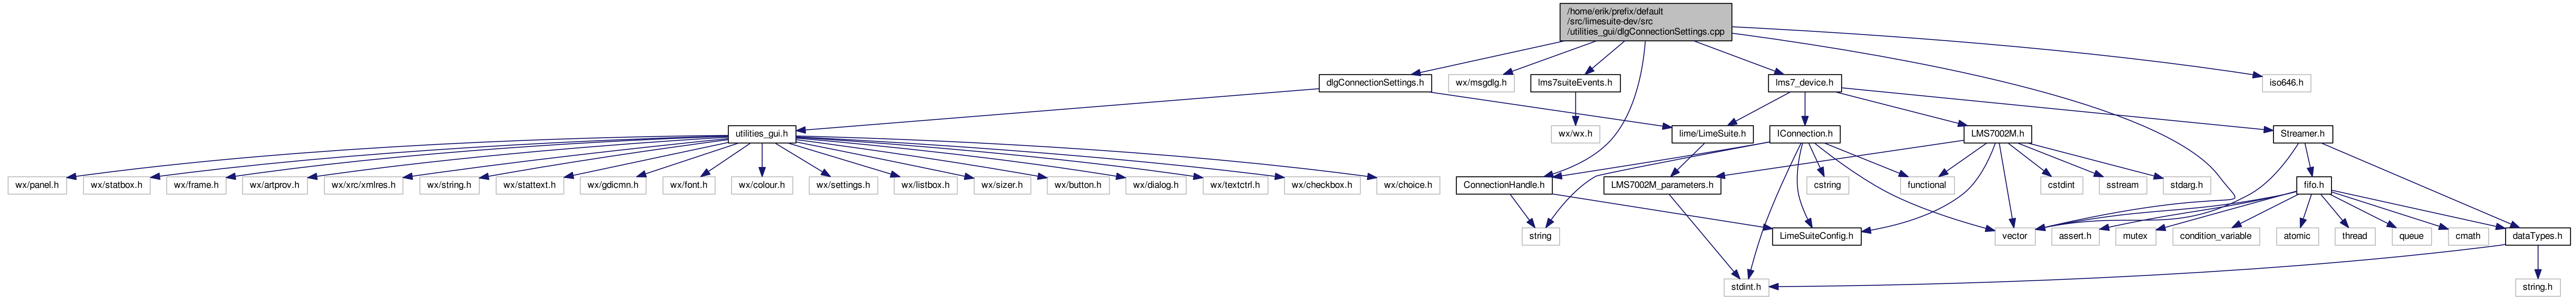 /home/erik/prefix/default
/src/limesuite-dev/src
/utilities_gui/dlgConnectionSettings.cpp
dlgConnectionSettings.h
wx/msgdlg.h
lms7suiteEvents.h
lms7_device.h
iso646.h
utilities_gui.h
wx/wx.h
lime/LimeSuite.h
IConnection.h
LMS7002M.h
Streamer.h
wx/panel.h
wx/statbox.h
wx/frame.h
wx/artprov.h
wx/xrc/xmlres.h
wx/string.h
wx/stattext.h
wx/gdicmn.h
wx/font.h
wx/colour.h
wx/settings.h
wx/listbox.h
wx/sizer.h
wx/button.h
wx/dialog.h
wx/textctrl.h
wx/checkbox.h
wx/choice.h
ConnectionHandle.h
LMS7002M_parameters.h
cstring
functional
cstdint
sstream
stdarg.h
fifo.h
string
LimeSuiteConfig.h
vector
assert.h
mutex
condition_variable
atomic
thread
queue
cmath
dataTypes.h
stdint.h
string.h